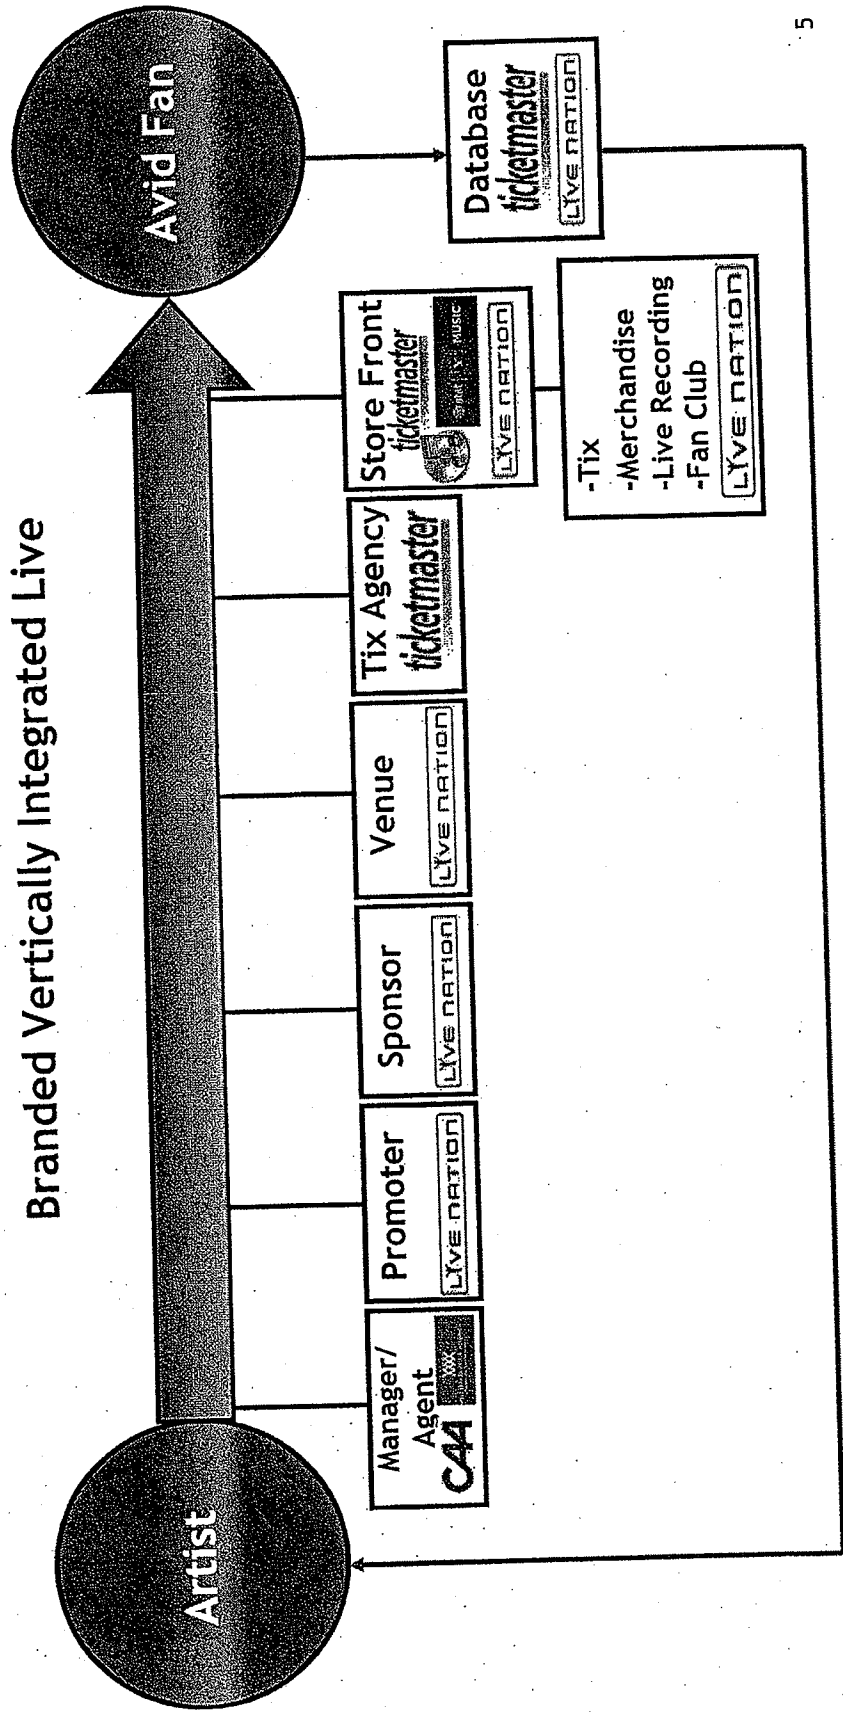 Branded Vertically Integrated Live
Artist
Avid Fan
Manager/
Agent
CAA
Promoter
LIVE NATION
Sponsor
LIVE NATION
Venue
LIVE NATION
Tix Agency
ticketmaster
Store Front
ticketmaster
MUSIC
LIVE NATION
-Tix
-Merchandise
-Live Recording
-Fan Club
LIVE NATION
Database
ticketmaster
LIVE NATION
5